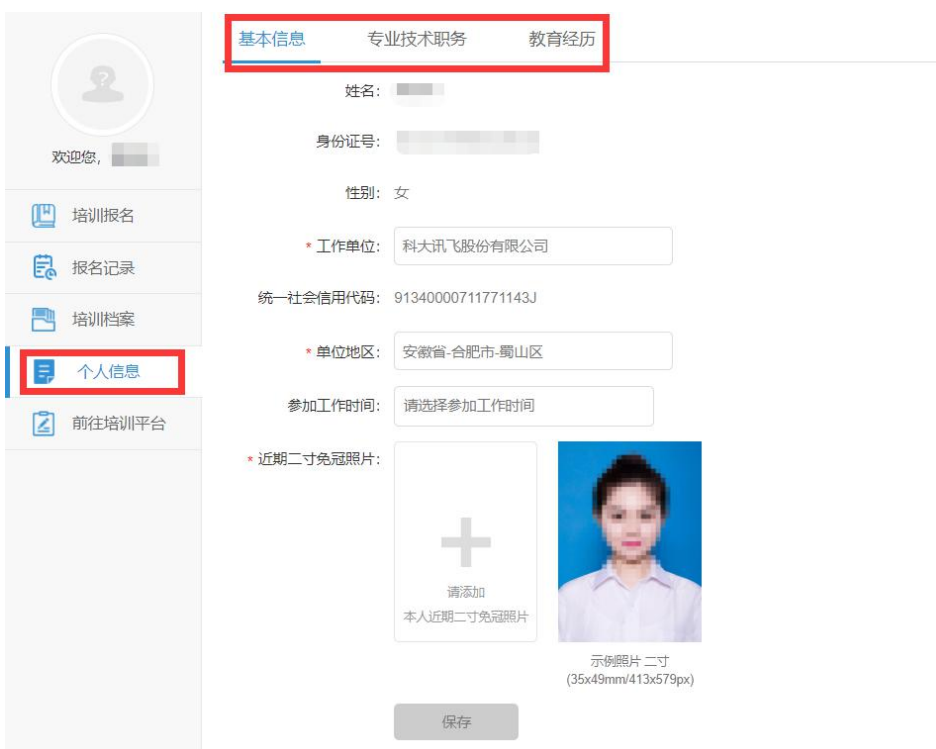 基本信息 专业技术职务 教育经历
姓名:
身份证号:
欢迎您,
性别: 女
培训报名
* 工作单位: 科大讯飞股份有限公司
报名记录
统一社会信用代码: 91340000711771143J
培训档案
* 单位地区: 安徽省-合肥市-蜀山区
个人信息
参加工作时间: 请选择参加工作时间
前往培训平台
* 近期二寸免冠照片:
请添加
本人近期二寸免冠照片
示例照片 二寸
(35x49mm/413x579px)
保存